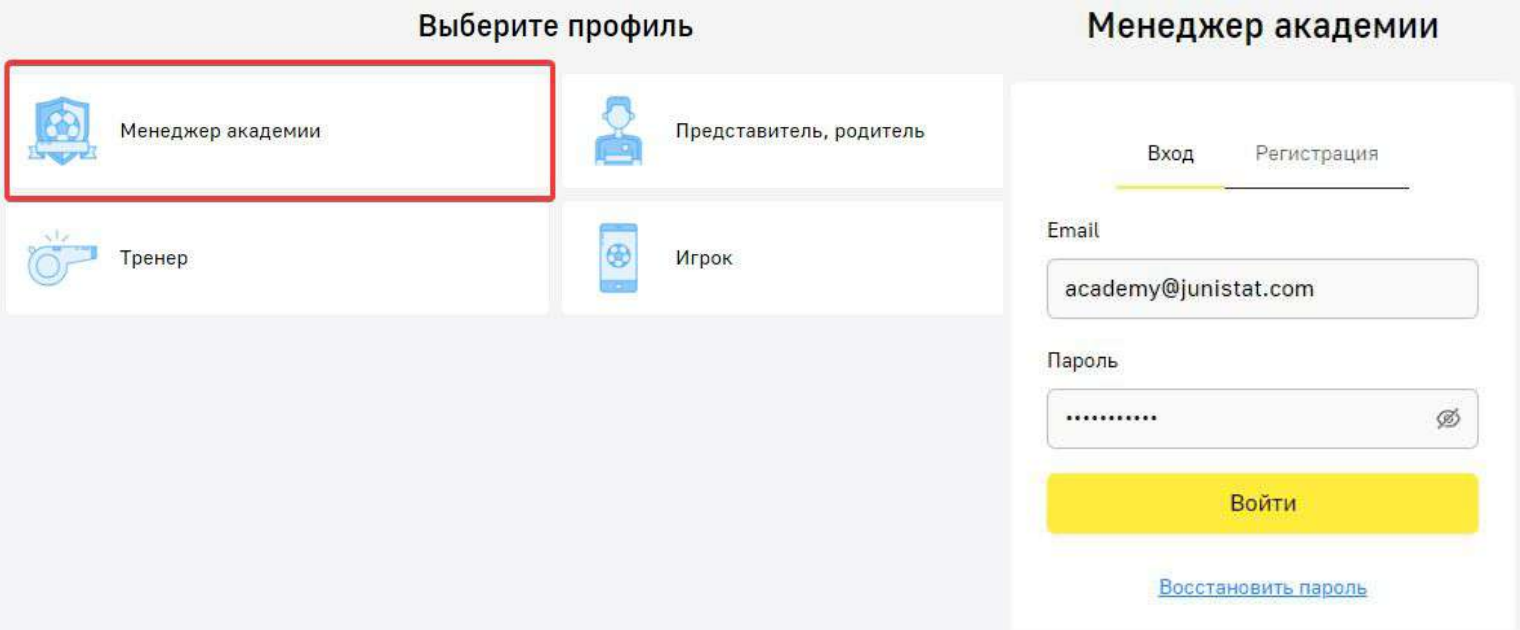 Выберите профиль
Менеджер академии
Представитель, родитель
Тренер
Игрок
Менеджер академии
Вход
Регистрация
Email
academy@junistat.com
Пароль
•••••••••••
Войти
Восстановить пароль